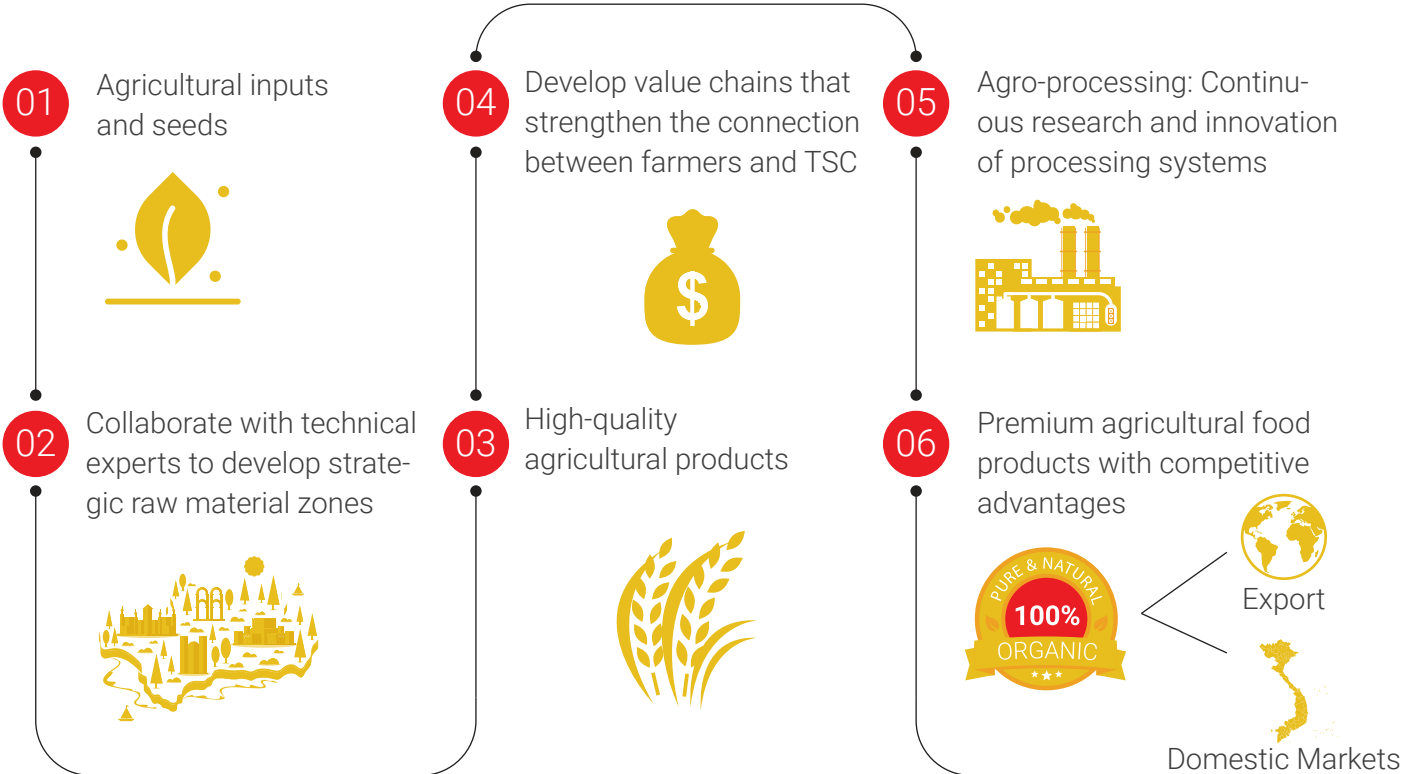 01
Agricultural inputs
and seeds
02
Collaborate with technical
experts to develop strate-
gic raw material zones
03
High-quality
agricultural products
04
Develop value chains that
strengthen the connection
between farmers and TSC
$
05
Agro-processing: Continu-
ous research and innovation
of processing systems
06
Premium agricultural food
products with competitive
advantages
PURE & NATURAL
100%
ORGANIC
Export
Domestic Markets